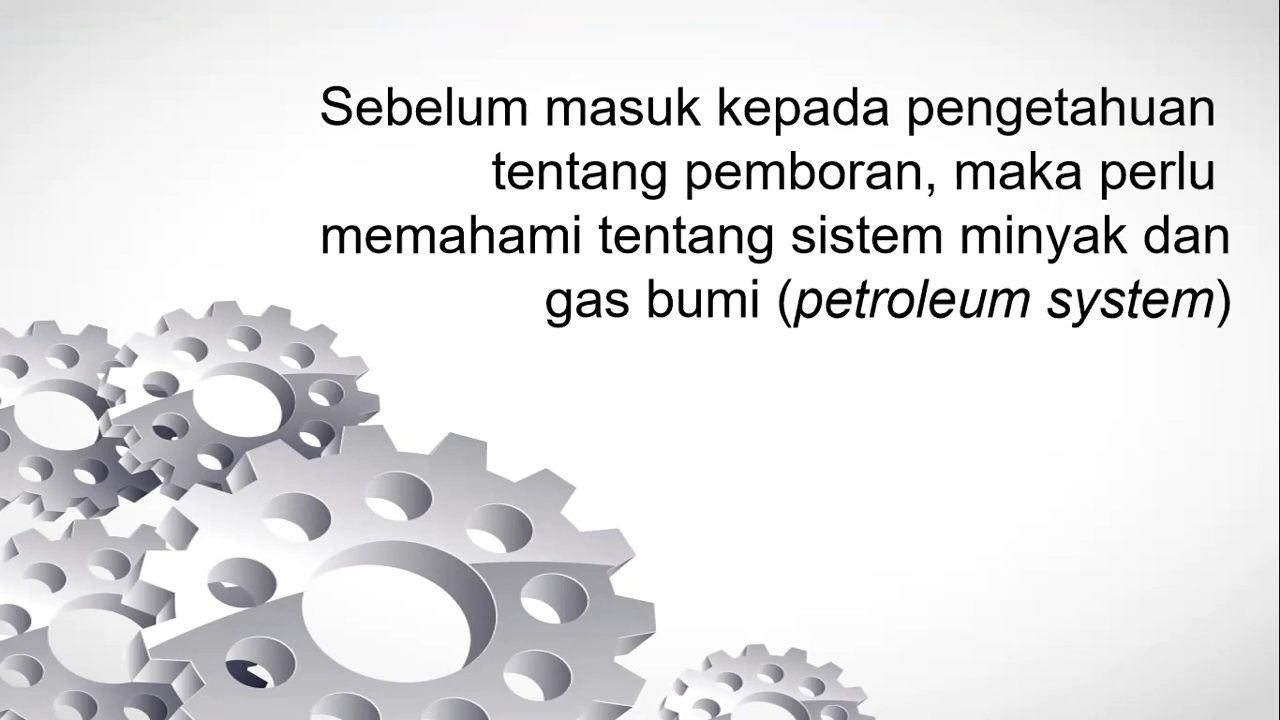 Sebelum masuk kepada pengetahuan
tentang pemboran, maka perlu
memahami tentang sistem minyak dan
gas bumi (petroleum system)